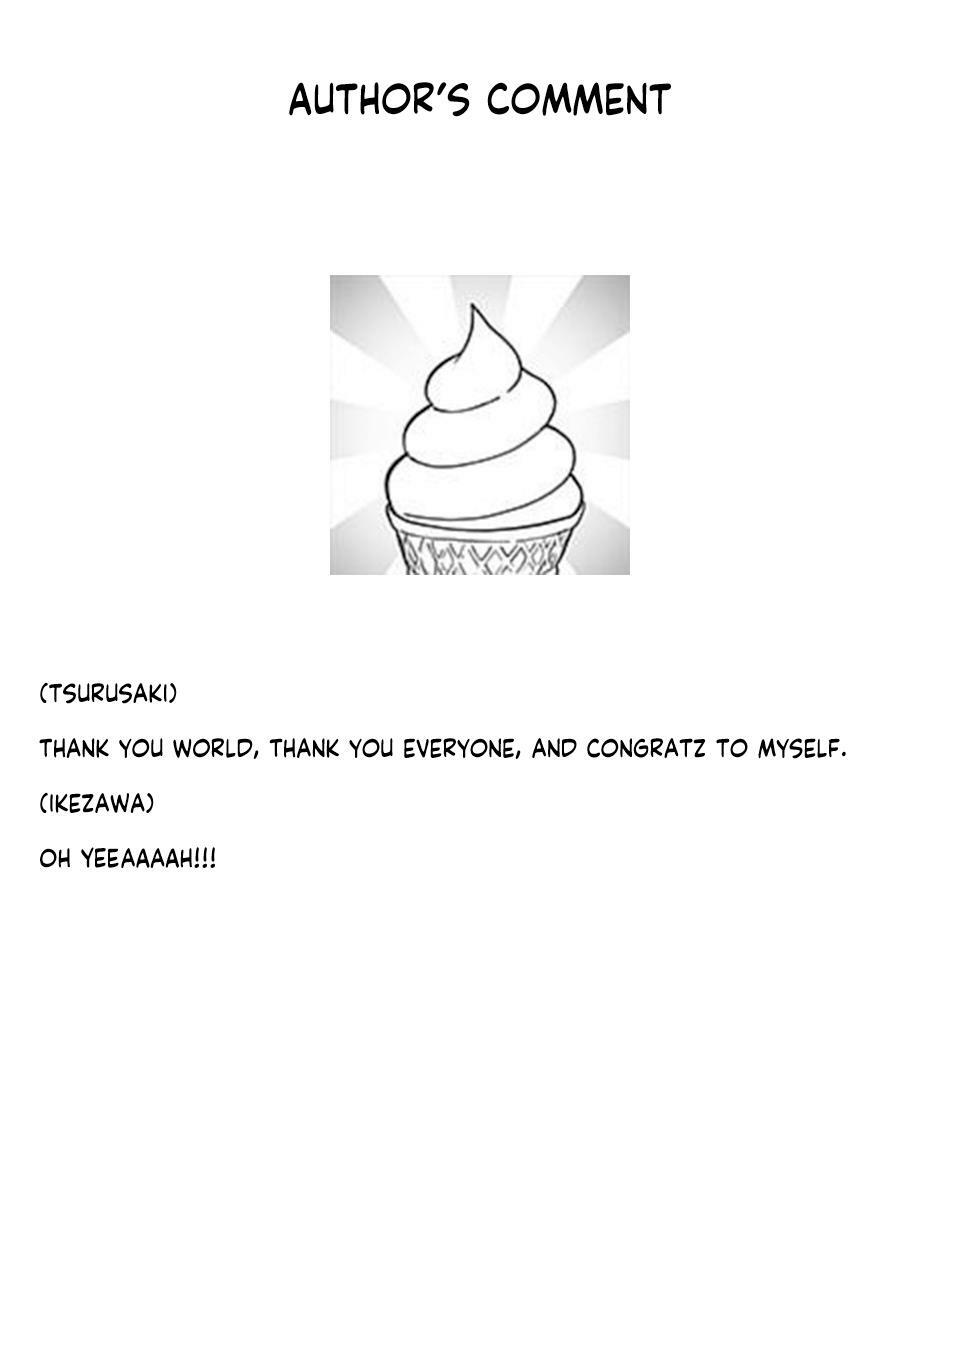 AUTHOR'S COMMENT
(TSURUSAKI)
THANK YOU WORLD, THANK YOU EVERYONE, AND CONGRATZ TO MYSELF.
(IKEZAWA)
OH YEEAAAAH!!!